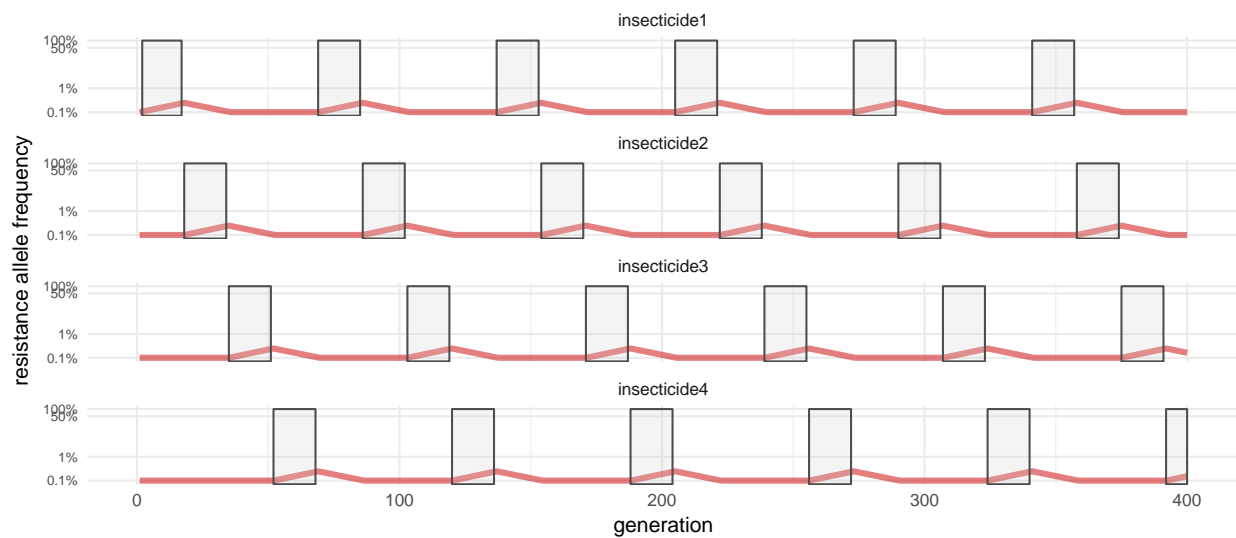 insecticide1
100%
50%
1%
0.1%
insecticide2
100%
50%
1%
0.1%
insecticide3
100%
50%
1%
0.1%
insecticide4
100%
50%
1%
0.1%
0 100 200 300 400
generation
resistance allele frequency